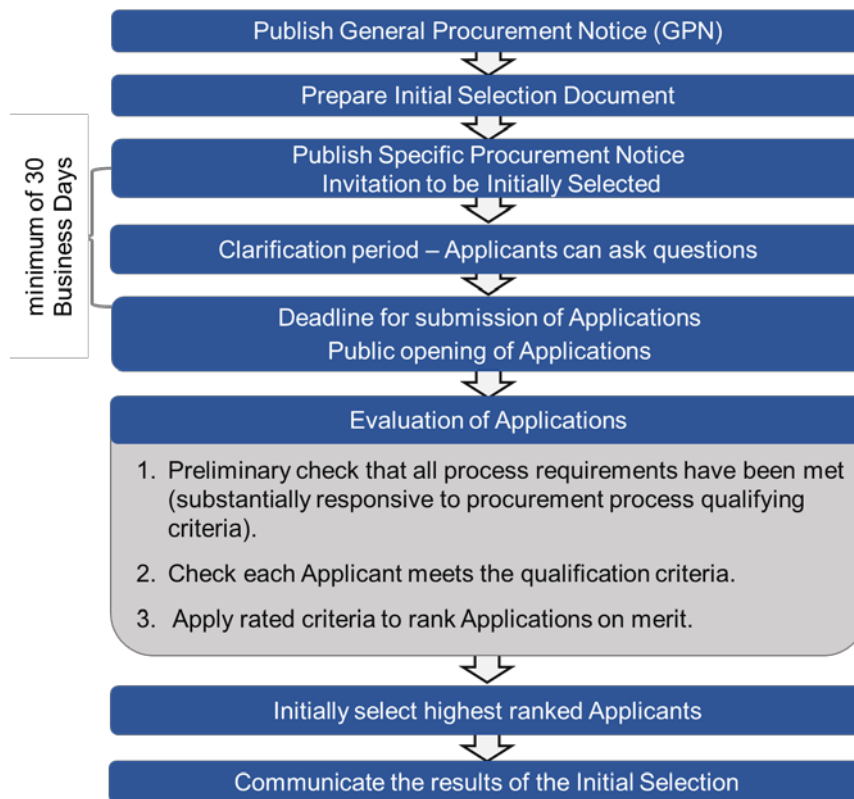 Publish General Procurement Notice (GPN)
Prepare Initial Selection Document
minimum of 30
Business Days
Publish Specific Procurement Notice
Invitation to be Initially Selected
Clarification period – Applicants can ask questions
Deadline for submission of Applications
Public opening of Applications
Evaluation of Applications
1. Preliminary check that all process requirements have been met
(substantially responsive to procurement process qualifying
criteria).
2. Check each Applicant meets the qualification criteria.
3. Apply rated criteria to rank Applications on merit.
Initially select highest ranked Applicants
Communicate the results of the Initial Selection